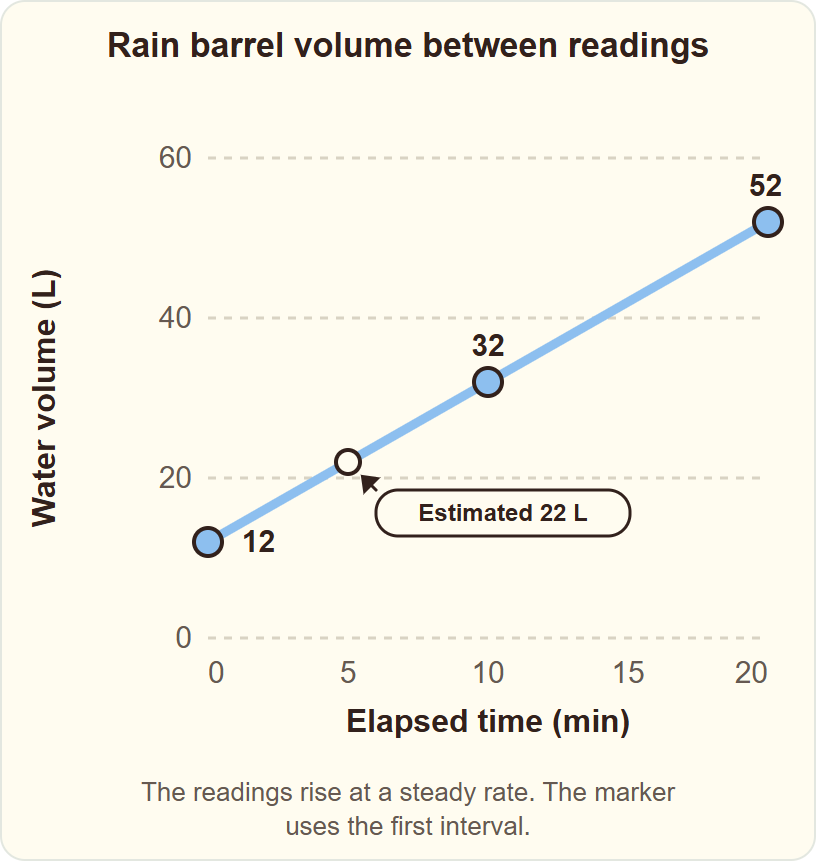 Rain barrel volume between readings
60
52
40
32
20
Estimated 22 L
12
0
Water volume (L)
0 5 10 15 20
Elapsed time (min)
The readings rise at a steady rate. The marker
uses the first interval.